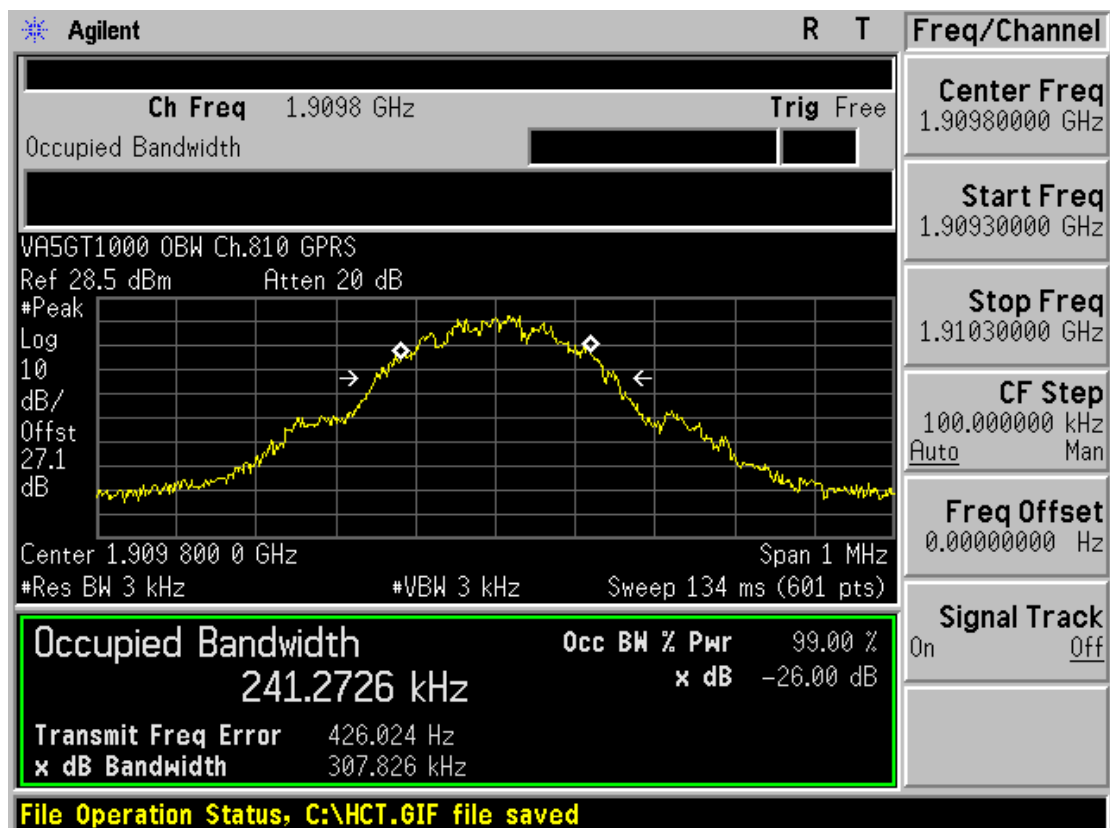 Agilent R T
Ch Freq 1.9098 GHz Trig Free
Occupied Bandwidth
VA5GT1000 OBW Ch.810 GPRS
Ref 28.5 dBm Atten 20 dB
#Peak
Log
10
dB/
Offst
27.1
dB
Center 1.909 800 0 GHz Span 1 MHz
#Res BW 3 kHz #VBW 3 kHz Sweep 134 ms (601 pts)
Occupied Bandwidth
241.2726 kHz
Occ BW % Pwr 99.00 %
x dB -26.00 dB
Transmit Freq Error 426.024 Hz
x dB Bandwidth 307.826 kHz
File Operation Status, C:\HCT.GIF file saved
Freq/Channel
Center Freq
1.90980000 GHz
Start Freq
1.90930000 GHz
Stop Freq
1.91030000 GHz
CF Step
100.000000 kHz
Auto Man
Freq Offset
0.00000000 Hz
Signal Track
On Off